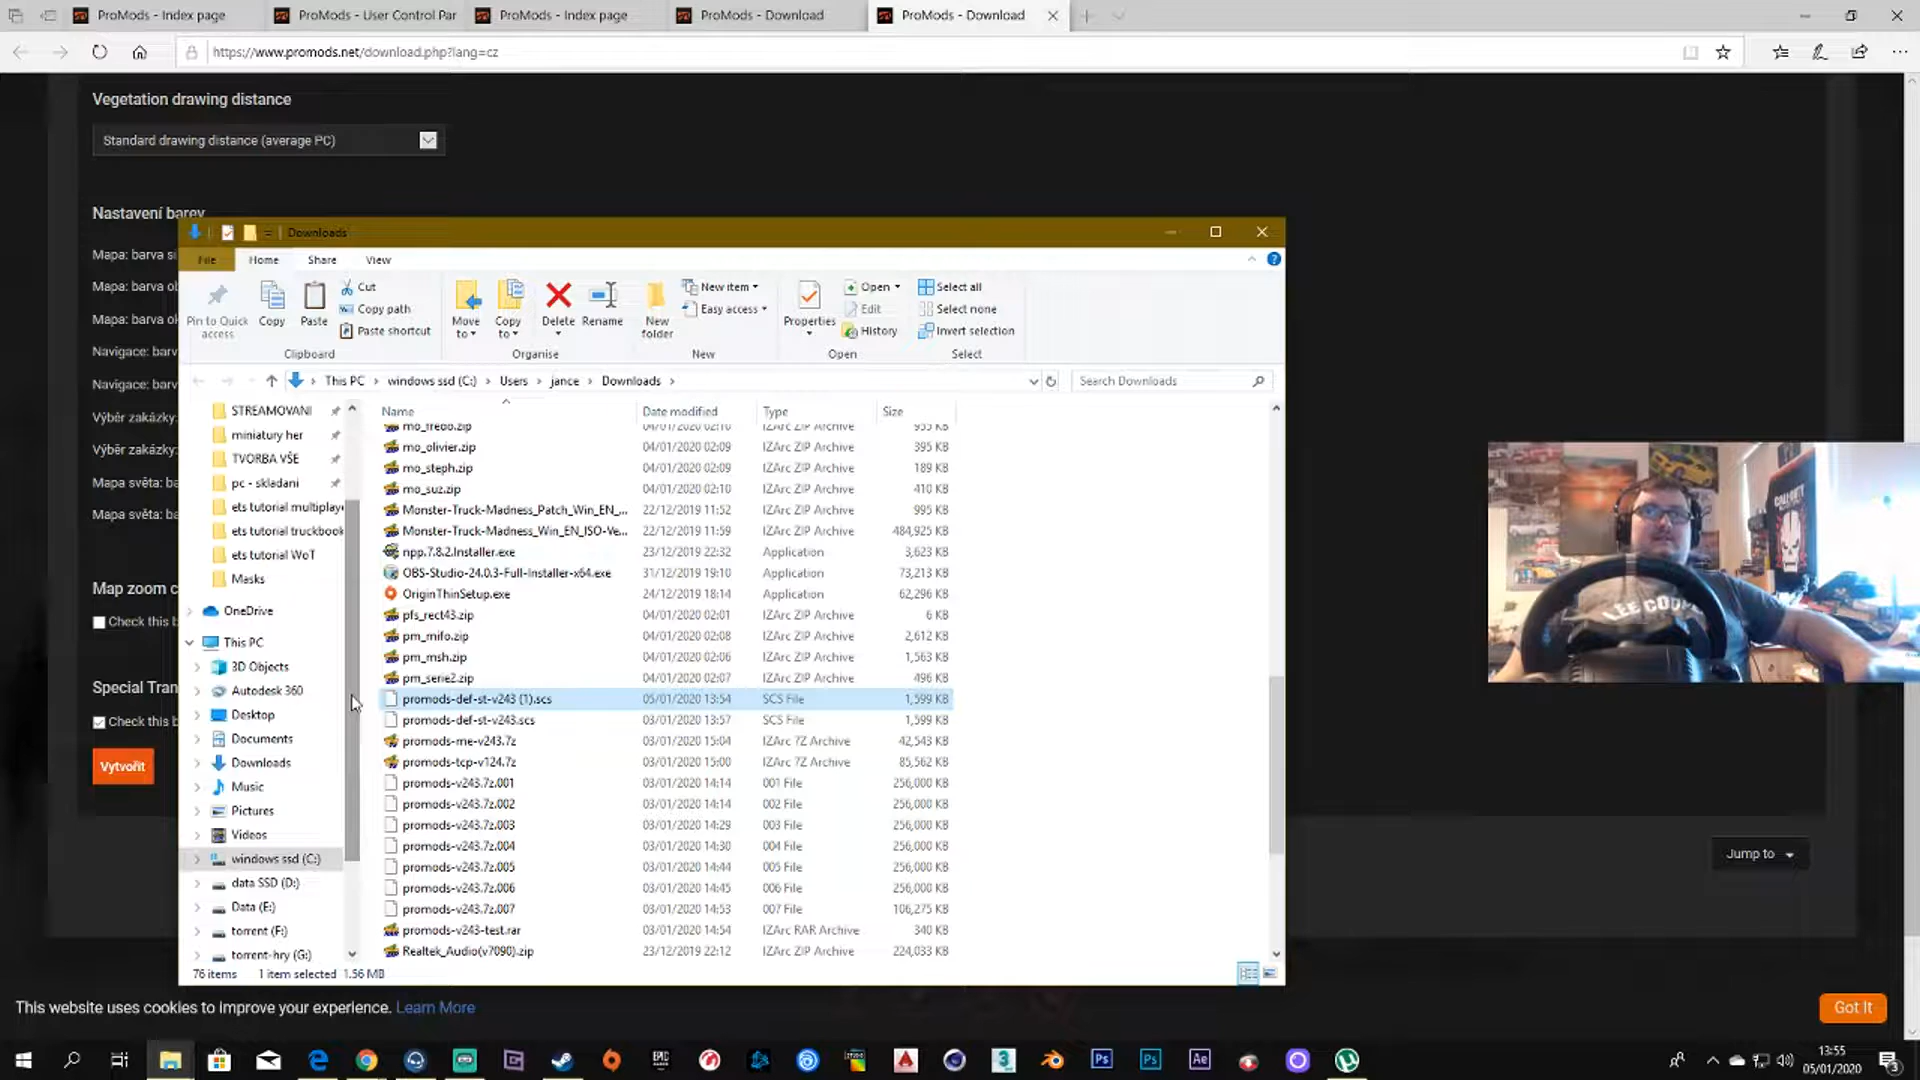 ProMods - Index page
ProMods - User Control Par
ProMods - Index page
ProMods - Download
ProMods - Download
https://www.promods.net/download.php?lang=cz
Vegetation drawing distance
Standard drawing distance (average PC)
Nastavení barev
Mapa: barva si
Mapa: barva ob
Mapa: barva ok
Navigace: barv
Navigace: barv
Výběr zakázky:
Výběr zakázky:
Mapa světa: ba
Mapa světa: ba
Map zoom c
Check this b
Special Tran
Check this b
Vytvořit
Downloads
File Home Share View
Pin to Quick access
Copy
Paste
Cut
Copy path
Paste shortcut
Clipboard
Move to
Copy to
Delete
Rename
Organise
New folder
New item
Easy access
New
Properties
Open
Edit
History
Open
Select all
Select none
Invert selection
Select
This PC > windows ssd (C:) > Users > jance > Downloads >
Search Downloads
STREAMOVANI
miniatury her
TVORBA VŠE
pc - skladani
ets tutorial multiplaye
ets tutorial truckbook
ets tutorial WoT
Masks
OneDrive
This PC
3D Objects
Autodesk 360
Desktop
Documents
Downloads
Music
Pictures
Videos
windows ssd (C:)
data SSD (D:)
Data (E:)
torrent (F:)
torrent-hry (G:)
Name Date modified Type Size
mo_olivier.zip 04/01/2020 02:09 IZArc ZIP Archive 395 KB
mo_steph.zip 04/01/2020 02:09 IZArc ZIP Archive 189 KB
mo_suz.zip 04/01/2020 02:10 IZArc ZIP Archive 410 KB
Monster-Truck-Madness_Patch_Win_EN_... 22/12/2019 11:52 IZArc ZIP Archive 995 KB
Monster-Truck-Madness_Win_EN_ISO-Ve... 22/12/2019 11:59 IZArc ZIP Archive 484,925 KB
npp.7.8.2.Installer.exe 23/12/2019 22:32 Application 3,623 KB
OBS-Studio-24.0.3-Full-Installer-x64.exe 31/12/2019 19:10 Application 73,213 KB
OriginThinSetup.exe 24/12/2019 18:14 Application 62,296 KB
pfs_rect43.zip 04/01/2020 02:01 IZArc ZIP Archive 6 KB
pm_mifo.zip 04/01/2020 02:08 IZArc ZIP Archive 2,612 KB
pm_msh.zip 04/01/2020 02:06 IZArc ZIP Archive 1,563 KB
pm_serie2.zip 04/01/2020 02:07 IZArc ZIP Archive 496 KB
promods-def-st-v243 (1).scs 05/01/2020 13:54 SCS File 1,599 KB
promods-def-st-v243.scs 03/01/2020 13:57 SCS File 1,599 KB
promods-me-v243.7z 03/01/2020 15:04 IZArc 7Z Archive 42,543 KB
promods-tcp-v124.7z 03/01/2020 15:00 IZArc 7Z Archive 85,562 KB
promods-v243.7z.001 03/01/2020 14:14 001 File 256,000 KB
promods-v243.7z.002 03/01/2020 14:14 002 File 256,000 KB
promods-v243.7z.003 03/01/2020 14:29 003 File 256,000 KB
promods-v243.7z.004 03/01/2020 14:30 004 File 256,000 KB
promods-v243.7z.005 03/01/2020 14:44 005 File 256,000 KB
promods-v243.7z.006 03/01/2020 14:45 006 File 256,000 KB
promods-v243.7z.007 03/01/2020 14:53 007 File 106,275 KB
promods-v243-test.rar 03/01/2020 14:54 IZArc RAR Archive 340 KB
Realtek_Audio(v7090).zip 23/12/2019 22:12 IZArc ZIP Archive 224,033 KB
76 items 1 item selected 1.56 MB
CALL OF DUTY
LEE COOPE
Jump to
This website uses cookies to improve your experience. Learn More
Got It
EPIC
Ps
Ps
Ae
3
13:55
05/01/2020
3